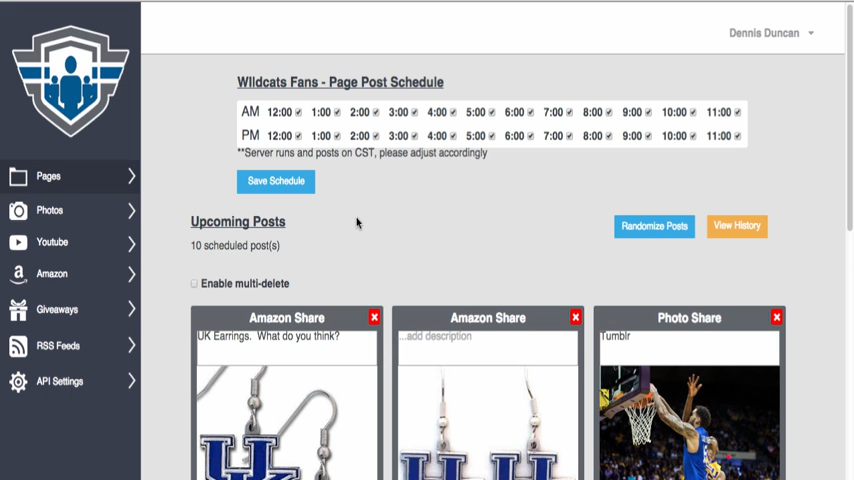 Dennis Duncan
Pages
Photos
Youtube
Amazon
Giveaways
RSS Feeds
API Settings
Wildcats Fans - Page Post Schedule
AM 12:00 1:00 2:00 3:00 4:00 5:00 6:00 7:00 8:00 9:00 10:00 11:00
PM 12:00 1:00 2:00 3:00 4:00 5:00 6:00 7:00 8:00 9:00 10:00 11:00
**Server runs and posts on CST, please adjust accordingly
Save Schedule
Upcoming Posts
Randomize Posts
View History
10 scheduled post(s)
Enable multi-delete
Amazon Share
Amazon Share
Photo Share
UK Earrings. What do you think?
...add description
Tumblr
UK